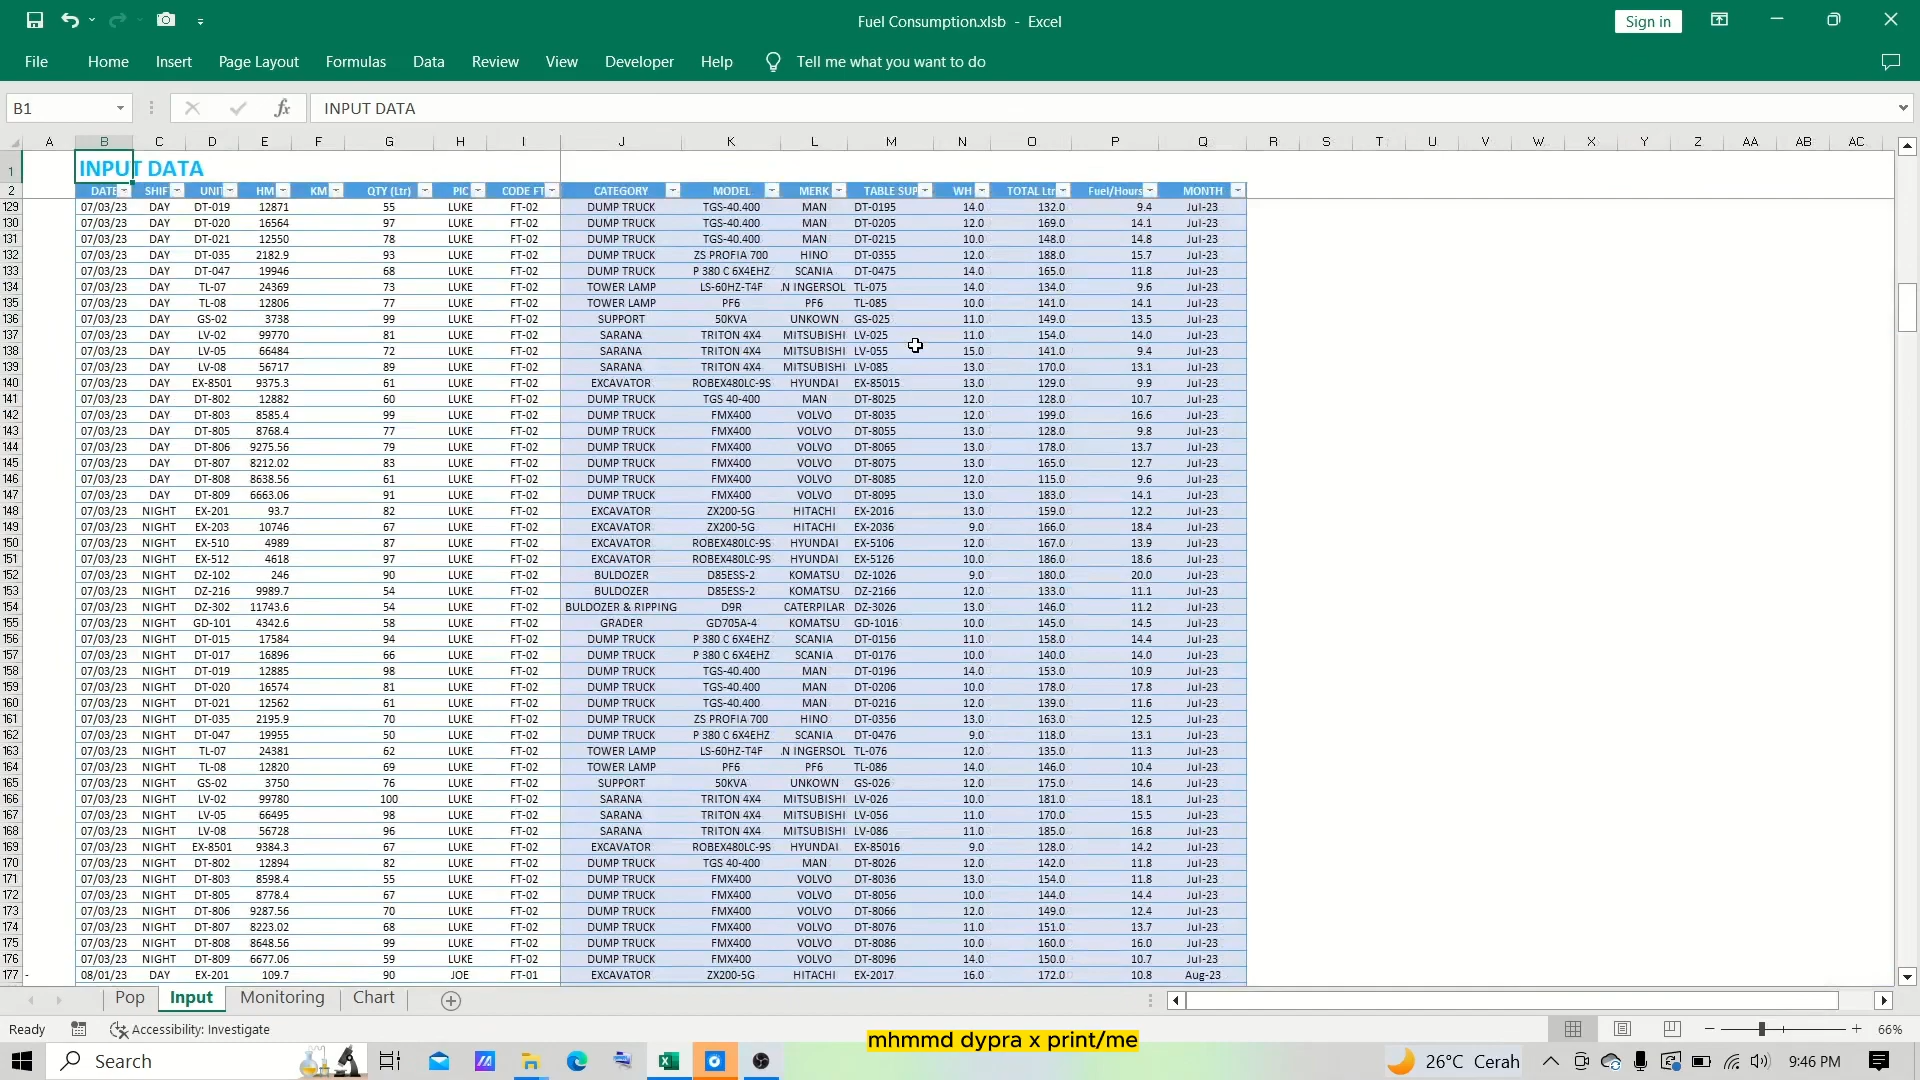 Fuel Consumption.xlsb - Excel
Sign in
File Home Insert Page Layout Formulas Data Review View Developer Help Tell me what you want to do
B1 fx INPUT DATA
A B C D E F G H I J K L M N O P Q R S T U V W X Y Z AA AB AC
1 INPUT DATA
2 DATE SHIF UNIT HM KM QTY (Ltr) PIC CODE FT CATEGORY MODEL MERK TABLE SUP WH TOTAL Ltr Fuel/Hours MONTH
129 07/03/23 DAY DT-019 12871 55 LUKE FT-02 DUMP TRUCK TGS-40.400 MAN DT-0195 14.0 132.0 9.4 Jul-23
130 07/03/23 DAY DT-020 16564 97 LUKE FT-02 DUMP TRUCK TGS-40.400 MAN DT-0205 12.0 169.0 14.1 Jul-23
131 07/03/23 DAY DT-021 12550 78 LUKE FT-02 DUMP TRUCK TGS-40.400 MAN DT-0215 10.0 148.0 14.8 Jul-23
132 07/03/23 DAY DT-035 2182.9 93 LUKE FT-02 DUMP TRUCK ZS PROFIA 700 HINO DT-0355 12.0 188.0 15.7 Jul-23
133 07/03/23 DAY DT-047 19946 68 LUKE FT-02 DUMP TRUCK P 380 C 6X4EHZ SCANIA DT-0475 14.0 165.0 11.8 Jul-23
134 07/03/23 DAY TL-07 24369 73 LUKE FT-02 TOWER LAMP LS-60HZ-T4F N INGERSOL TL-075 14.0 134.0 9.6 Jul-23
135 07/03/23 DAY TL-08 12806 77 LUKE FT-02 TOWER LAMP PF6 PF6 TL-085 10.0 141.0 14.1 Jul-23
136 07/03/23 DAY GS-02 3738 99 LUKE FT-02 SUPPORT 50KVA UNKOWN GS-025 11.0 149.0 13.5 Jul-23
137 07/03/23 DAY LV-02 99770 81 LUKE FT-02 SARANA TRITON 4X4 MITSUBISHI LV-025 11.0 154.0 14.0 Jul-23
138 07/03/23 DAY LV-05 66484 72 LUKE FT-02 SARANA TRITON 4X4 MITSUBISHI LV-055 15.0 141.0 9.4 Jul-23
139 07/03/23 DAY LV-08 56717 89 LUKE FT-02 SARANA TRITON 4X4 MITSUBISHI LV-085 13.0 170.0 13.1 Jul-23
140 07/03/23 DAY EX-8501 9375.3 61 LUKE FT-02 EXCAVATOR ROBEX480LC-9S HYUNDAI EX-85015 13.0 129.0 9.9 Jul-23
141 07/03/23 DAY DT-802 12882 60 LUKE FT-02 DUMP TRUCK TGS 40-400 MAN DT-8025 12.0 128.0 10.7 Jul-23
142 07/03/23 DAY DT-803 8585.4 99 LUKE FT-02 DUMP TRUCK FMX400 VOLVO DT-8035 12.0 199.0 16.6 Jul-23
143 07/03/23 DAY DT-805 8768.4 77 LUKE FT-02 DUMP TRUCK FMX400 VOLVO DT-8055 13.0 128.0 9.8 Jul-23
144 07/03/23 DAY DT-806 9275.56 79 LUKE FT-02 DUMP TRUCK FMX400 VOLVO DT-8065 13.0 178.0 13.7 Jul-23
145 07/03/23 DAY DT-807 8212.02 83 LUKE FT-02 DUMP TRUCK FMX400 VOLVO DT-8075 13.0 165.0 12.7 Jul-23
146 07/03/23 DAY DT-808 8638.56 61 LUKE FT-02 DUMP TRUCK FMX400 VOLVO DT-8085 12.0 115.0 9.6 Jul-23
147 07/03/23 DAY DT-809 6663.06 91 LUKE FT-02 DUMP TRUCK FMX400 VOLVO DT-8095 13.0 183.0 14.1 Jul-23
148 07/03/23 NIGHT EX-201 93.7 82 LUKE FT-02 EXCAVATOR ZX200-5G HITACHI EX-2016 13.0 159.0 12.2 Jul-23
149 07/03/23 NIGHT EX-203 10746 67 LUKE FT-02 EXCAVATOR ZX200-5G HITACHI EX-2036 9.0 166.0 18.4 Jul-23
150 07/03/23 NIGHT EX-510 4989 87 LUKE FT-02 EXCAVATOR ROBEX480LC-9S HYUNDAI EX-5106 12.0 167.0 13.9 Jul-23
151 07/03/23 NIGHT EX-512 4618 97 LUKE FT-02 EXCAVATOR ROBEX480LC-9S HYUNDAI EX-5126 10.0 186.0 18.6 Jul-23
152 07/03/23 NIGHT DZ-102 246 90 LUKE FT-02 BULDOZER D85ESS-2 KOMATSU DZ-1026 9.0 180.0 20.0 Jul-23
153 07/03/23 NIGHT DZ-216 9989.7 54 LUKE FT-02 BULDOZER D85ESS-2 KOMATSU DZ-2166 12.0 133.0 11.1 Jul-23
154 07/03/23 NIGHT DZ-302 11743.6 54 LUKE FT-02 BULDOZER & RIPPING D9R CATERPILAR DZ-3026 13.0 146.0 11.2 Jul-23
155 07/03/23 NIGHT GD-101 4342.6 58 LUKE FT-02 GRADER GD705A-4 KOMATSU GD-1016 10.0 145.0 14.5 Jul-23
156 07/03/23 NIGHT DT-015 17584 94 LUKE FT-02 DUMP TRUCK P 380 C 6X4EHZ SCANIA DT-0156 11.0 158.0 14.4 Jul-23
157 07/03/23 NIGHT DT-017 16896 66 LUKE FT-02 DUMP TRUCK P 380 C 6X4EHZ SCANIA DT-0176 10.0 140.0 14.0 Jul-23
158 07/03/23 NIGHT DT-019 12885 98 LUKE FT-02 DUMP TRUCK TGS-40.400 MAN DT-0196 14.0 153.0 10.9 Jul-23
159 07/03/23 NIGHT DT-020 16574 81 LUKE FT-02 DUMP TRUCK TGS-40.400 MAN DT-0206 10.0 178.0 17.8 Jul-23
160 07/03/23 NIGHT DT-021 12562 61 LUKE FT-02 DUMP TRUCK TGS-40.400 MAN DT-0216 12.0 139.0 11.6 Jul-23
161 07/03/23 NIGHT DT-035 2195.9 70 LUKE FT-02 DUMP TRUCK ZS PROFIA 700 HINO DT-0356 13.0 163.0 12.5 Jul-23
162 07/03/23 NIGHT DT-047 19955 50 LUKE FT-02 DUMP TRUCK P 380 C 6X4EHZ SCANIA DT-0476 9.0 118.0 13.1 Jul-23
163 07/03/23 NIGHT TL-07 24381 62 LUKE FT-02 TOWER LAMP LS-60HZ-T4F N INGERSOL TL-076 12.0 135.0 11.3 Jul-23
164 07/03/23 NIGHT TL-08 12820 69 LUKE FT-02 TOWER LAMP PF6 PF6 TL-086 14.0 146.0 10.4 Jul-23
165 07/03/23 NIGHT GS-02 3750 76 LUKE FT-02 SUPPORT 50KVA UNKOWN GS-026 12.0 175.0 14.6 Jul-23
166 07/03/23 NIGHT LV-02 99780 100 LUKE FT-02 SARANA TRITON 4X4 MITSUBISHI LV-026 10.0 181.0 18.1 Jul-23
167 07/03/23 NIGHT LV-05 66495 98 LUKE FT-02 SARANA TRITON 4X4 MITSUBISHI LV-056 11.0 170.0 15.5 Jul-23
168 07/03/23 NIGHT LV-08 56728 96 LUKE FT-02 SARANA TRITON 4X4 MITSUBISHI LV-086 11.0 185.0 16.8 Jul-23
169 07/03/23 NIGHT EX-8501 9384.3 67 LUKE FT-02 EXCAVATOR ROBEX480LC-9S HYUNDAI EX-85016 9.0 128.0 14.2 Jul-23
170 07/03/23 NIGHT DT-802 12894 82 LUKE FT-02 DUMP TRUCK TGS 40-400 MAN DT-8026 12.0 142.0 11.8 Jul-23
171 07/03/23 NIGHT DT-803 8598.4 55 LUKE FT-02 DUMP TRUCK FMX400 VOLVO DT-8036 13.0 154.0 11.8 Jul-23
172 07/03/23 NIGHT DT-805 8778.4 67 LUKE FT-02 DUMP TRUCK FMX400 VOLVO DT-8056 10.0 144.0 14.4 Jul-23
173 07/03/23 NIGHT DT-806 9287.56 70 LUKE FT-02 DUMP TRUCK FMX400 VOLVO DT-8066 12.0 149.0 12.4 Jul-23
174 07/03/23 NIGHT DT-807 8223.02 68 LUKE FT-02 DUMP TRUCK FMX400 VOLVO DT-8076 11.0 151.0 13.7 Jul-23
175 07/03/23 NIGHT DT-808 8648.56 99 LUKE FT-02 DUMP TRUCK FMX400 VOLVO DT-8086 10.0 160.0 16.0 Jul-23
176 07/03/23 NIGHT DT-809 6677.06 59 LUKE FT-02 DUMP TRUCK FMX400 VOLVO DT-8096 14.0 150.0 10.7 Jul-23
177 - 08/01/23 DAY EX-201 109.7 90 JOE FT-01 EXCAVATOR ZX200-5G HITACHI EX-2017 16.0 172.0 10.8 Aug-23
Pop Input Monitoring Chart
Ready Accessibility: Investigate 66%
mhmmd dypra x print/me
Search 26°C Cerah 9:46 PM